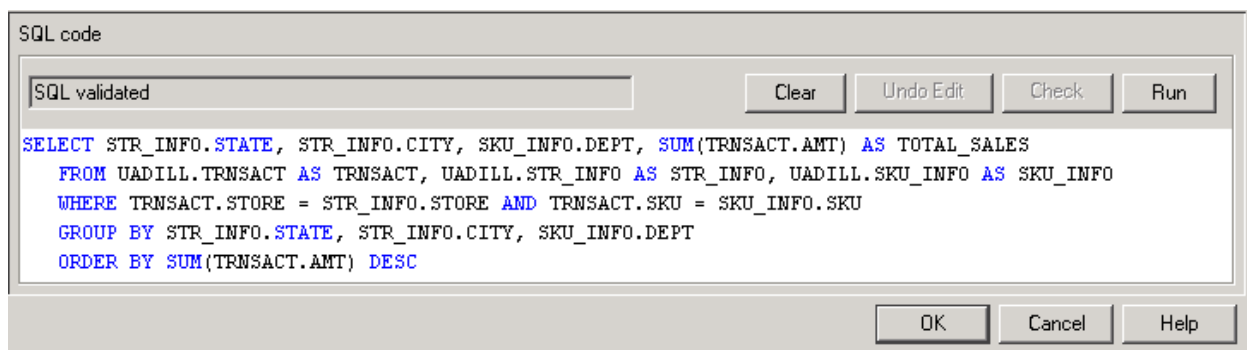 SQL code
SQL validated Clear Undo Edit Check Run
SELECT STR_INFO.STATE, STR_INFO.CITY, SKU_INFO.DEPT, SUM(TRNSACT.AMT) AS TOTAL_SALES
FROM UADILL.TRNSACT AS TRNSACT, UADILL.STR_INFO AS STR_INFO, UADILL.SKU_INFO AS SKU_INFO
WHERE TRNSACT.STORE = STR_INFO.STORE AND TRNSACT.SKU = SKU_INFO.SKU
GROUP BY STR_INFO.STATE, STR_INFO.CITY, SKU_INFO.DEPT
ORDER BY SUM(TRNSACT.AMT) DESC
OK Cancel Help